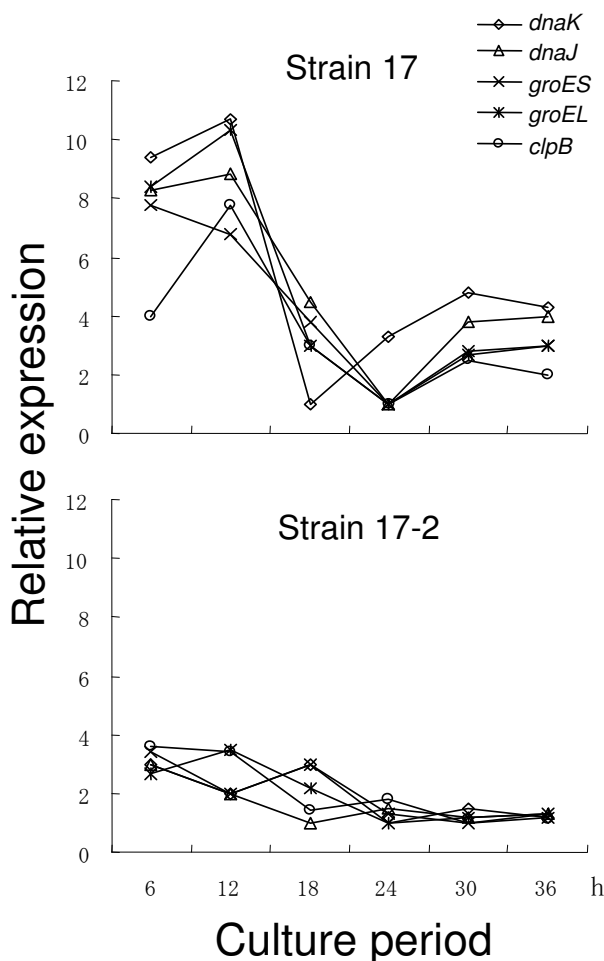 dnaK
dnaJ
groES
groEL
clpB
Strain 17
12
10
8
6
4
2
0
Relative expression
Strain 17-2
12
10
8
6
4
2
0
6 12 18 24 30 36 h
Culture period